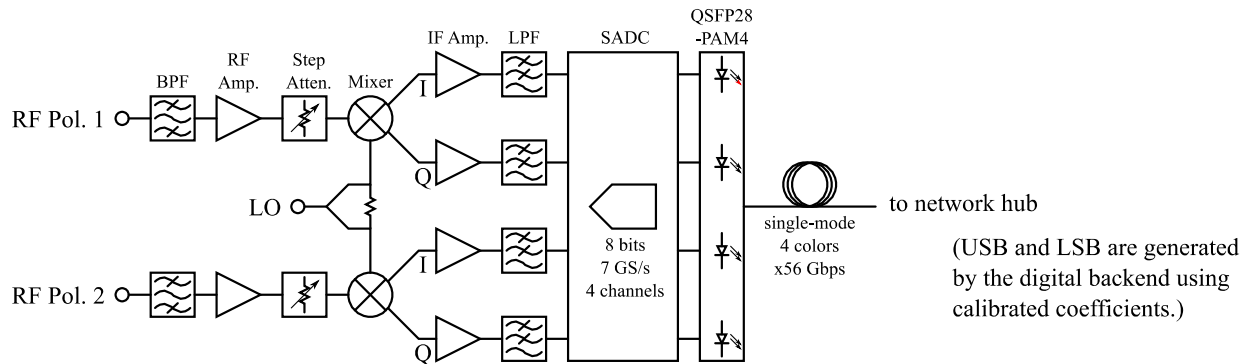 QSFP28
-PAM4
IF Amp.
LPF
SADC
RF
Amp.
Step
Atten.
Mixer
BPF
I
RF Pol. 1
Q
LO
8 bits
7 GS/s
4 channels
single-mode
4 colors
x56 Gbps
to network hub
(USB and LSB are generated
by the digital backend using
calibrated coefficients.)
I
RF Pol. 2
Q